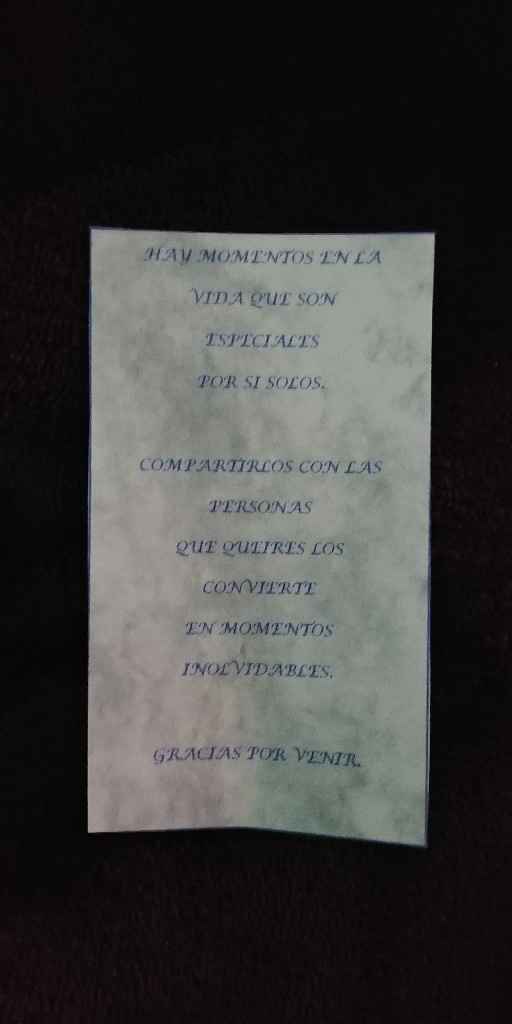 HAY MOMENTOS EN LA
VIDA QUE SON
ESPECIALES
POR SI SOLOS.
COMPARTIRLOS CON LAS
PERSONAS
QUE QUEIRES LOS
CONVIERTE
EN MOMENTOS
INOLVIDABLES.
GRACIAS POR VENIR.